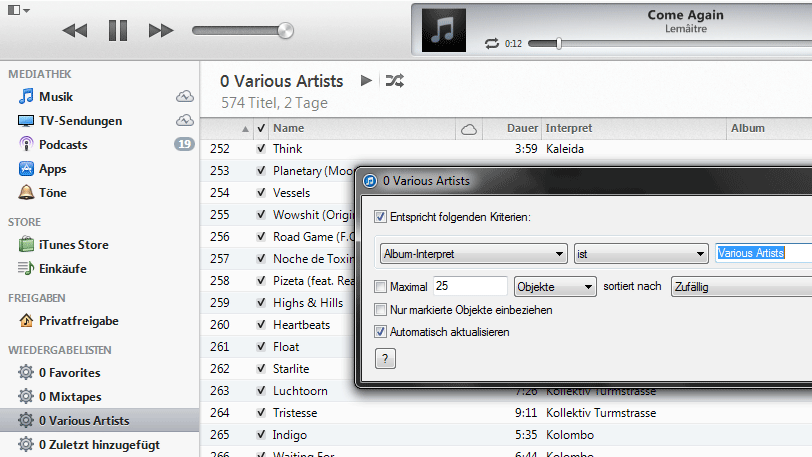 Come Again
Lemâitre
0:12
MEDIATHEK
Musik
TV-Sendungen
Podcasts 19
Apps
Töne
STORE
iTunes Store
Einkäufe
FREIGABEN
Privatfreigabe
WIEDERGABELISTEN
0 Favorites
0 Mixtapes
0 Various Artists
0 Zuletzt hinzugefügt
0 Various Artists
574 Titel, 2 Tage
Name Dauer Interpret Album
252 Think 3:59 Kaleida
253 Planetary (Moo
254 Vessels
255 Wowshit (Origi
256 Road Game (F.O
257 Noche de Toxin
258 Pizeta (feat. Rea
259 Highs & Hills
260 Heartbeats
261 Float
262 Starlite
263 Luchtoorn 7:26 Kollektiv Turmstrasse
264 Tristesse 9:11 Kollektiv Turmstrasse
265 Indigo 5:35 Kolombo
266 Waiting For 6:44 Kolombo
0 Various Artists
Entspricht folgenden Kriterien:
Album-Interpret ist Various Artists
Maximal 25 Objekte sortiert nach Zufällig
Nur markierte Objekte einbeziehen
Automatisch aktualisieren
?